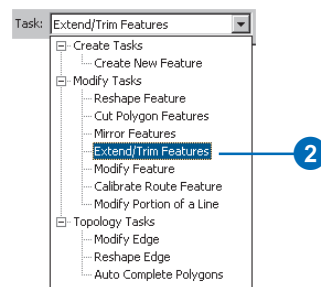 Task: Extend/Trim Features
Create Tasks
Create New Feature
Modify Tasks
Reshape Feature
Cut Polygon Features
Mirror Features
Extend/Trim Features
2
Modify Feature
Calibrate Route Feature
Modify Portion of a Line
Topology Tasks
Modify Edge
Reshape Edge
Auto Complete Polygons